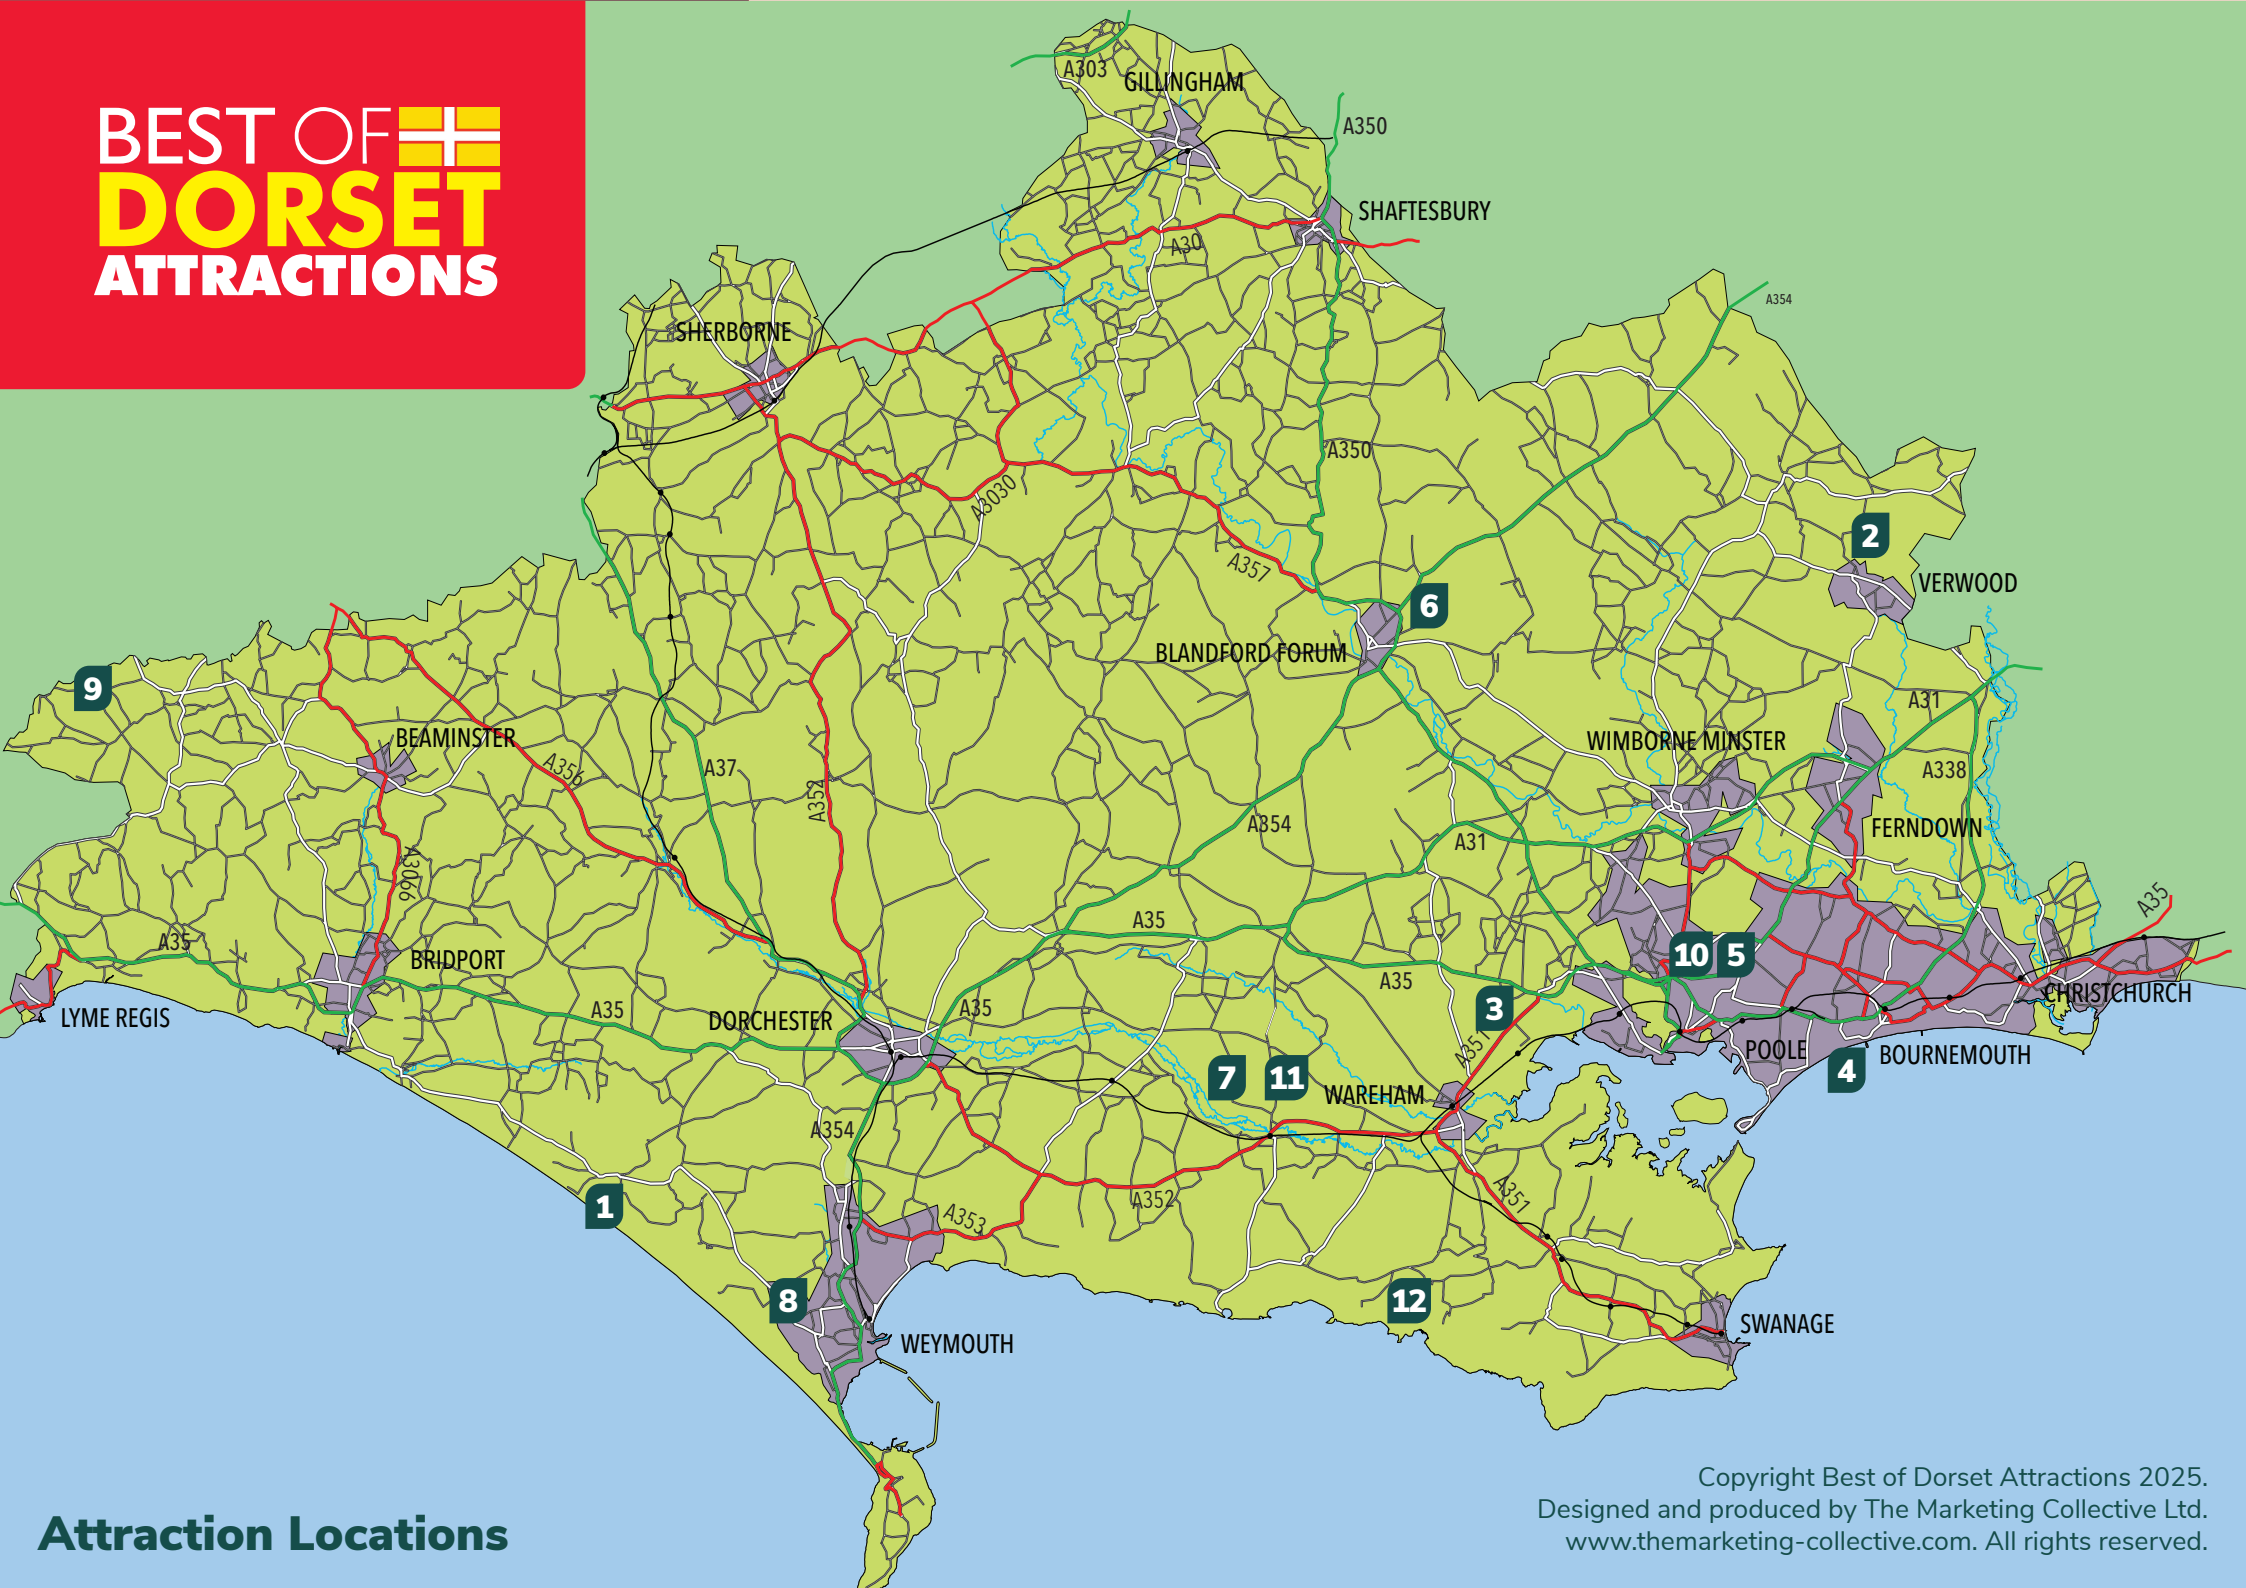 BEST OF
DORSET
ATTRACTIONS
A303
GILLINGHAM
A350
SHAFTESBURY
A30
A354
SHERBORNE
A350
A3030
2
A357
VERWOOD
6
BLANDFORD FORUM
9
A31
BEAMINSTER
WIMBORNE MINSTER
A356
A37
A338
A352
A354
FERNDOWN
A31
A3066
A35
A35
A35
BRIDPORT
10
5
A35
CHRISTCHURCH
LYME REGIS
A35
DORCHESTER
A35
3
A351
POOLE
BOURNEMOUTH
4
7
11
WAREHAM
A354
1
A353
A352
A351
8
12
WEYMOUTH
SWANAGE
Attraction Locations
Copyright Best of Dorset Attractions 2025.
Designed and produced by The Marketing Collective Ltd.
www.themarketing-collective.com. All rights reserved.